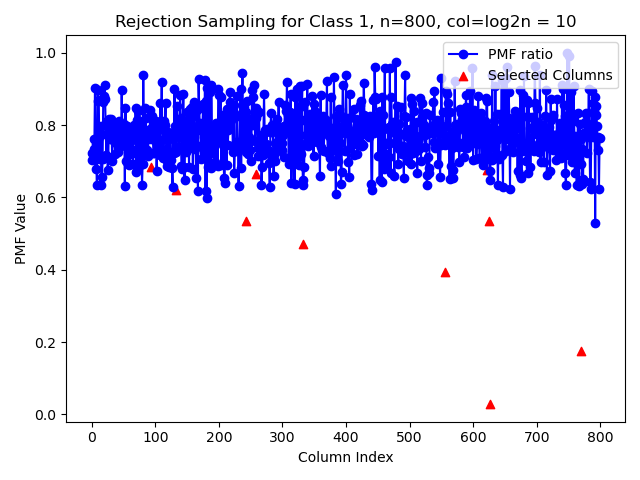 Rejection Sampling for Class 1, n=800, col=log2n = 10
PMF ratio
Selected Columns
PMF Value
1.0
0.8
0.6
0.4
0.2
0.0
0 100 200 300 400 500 600 700 800
Column Index